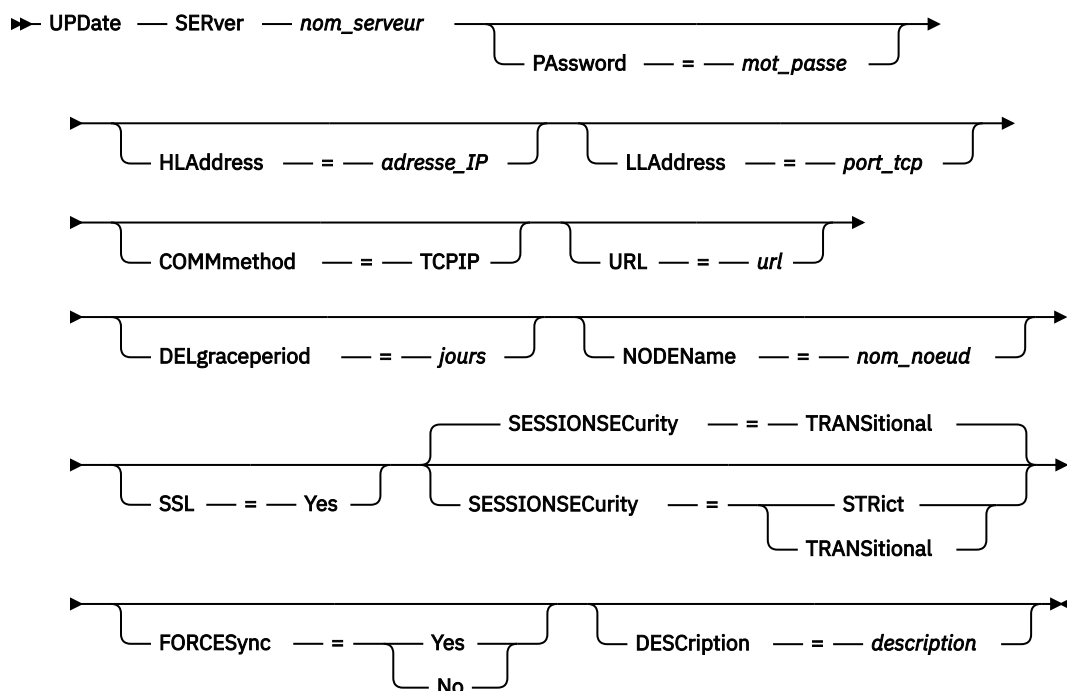 UPDate — SERver — nom_serveur
PAssword — = — mot_passe
HLAddress — = — adresse_IP LLAddress — = — port_tcp
COMMmethod — = — TCPIP URL — = — url
DELgraceperiod — = — jours NODEName — = — nom_noeud
SESSIONSECurity — = — TRANSitional
SSL — = — Yes SESSIONSECurity — = STRict
TRANSitional
FORCESync — = Yes DESCription — = — description
No